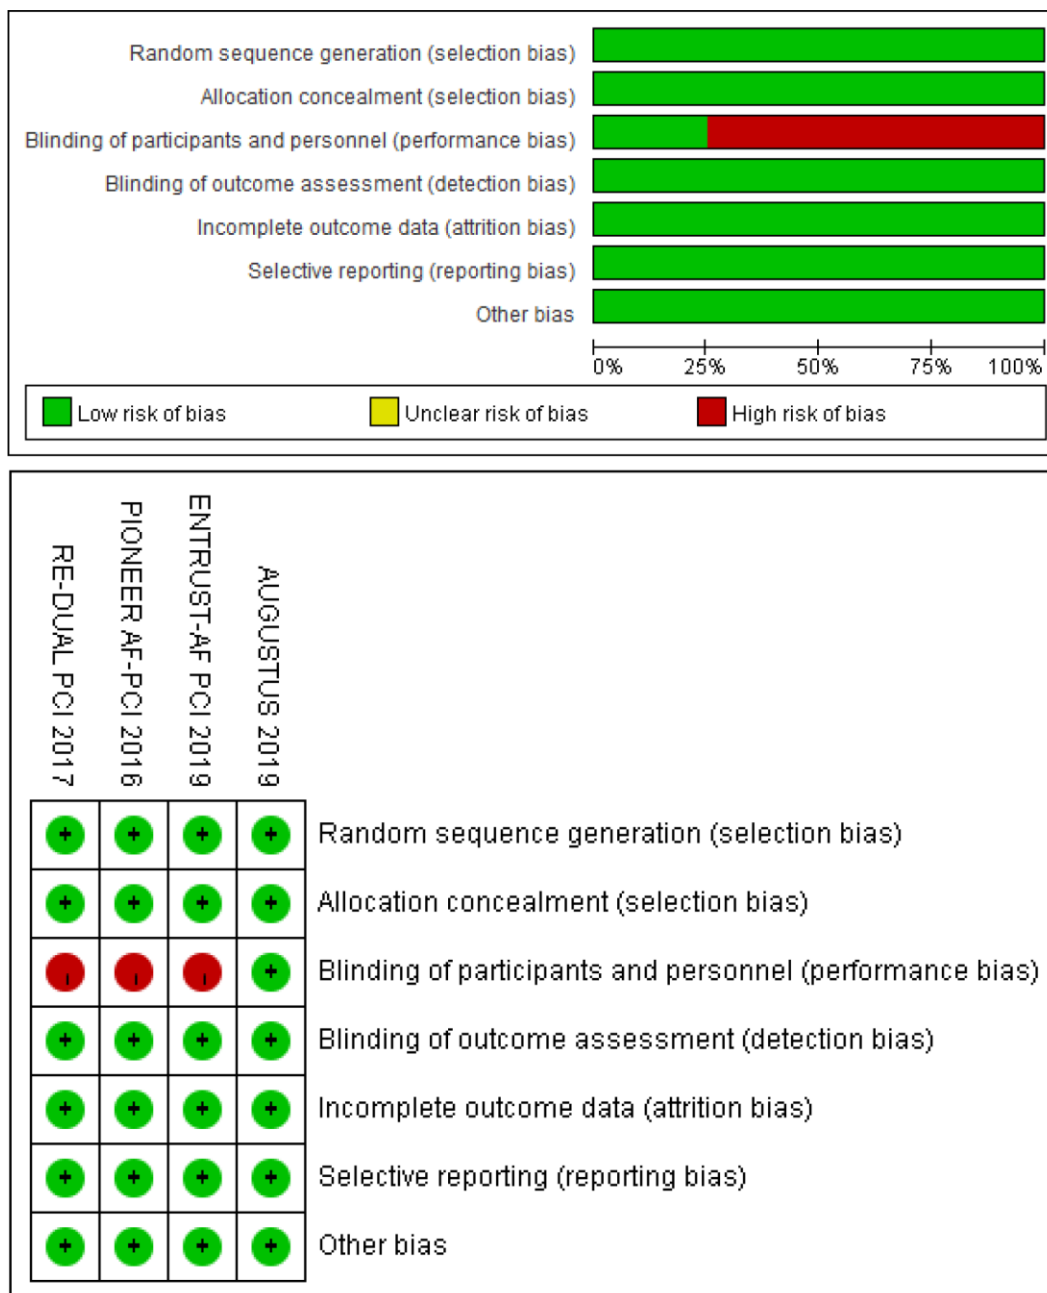 Random sequence generation (selection bias)
Allocation concealment (selection bias)
Blinding of participants and personnel (performance bias)
Blinding of outcome assessment (detection bias)
Incomplete outcome data (attrition bias)
Selective reporting (reporting bias)
Other bias
0% 25% 50% 75% 100%
Low risk of bias Unclear risk of bias High risk of bias
RE-DUAL PCI 2017
PIONEER AF-PCI 2016
ENTRUST-AF PCI 2019
AUGUSTUS 2019
+ + + + Random sequence generation (selection bias)
+ + + + Allocation concealment (selection bias)
- - - + Blinding of participants and personnel (performance bias)
+ + + + Blinding of outcome assessment (detection bias)
+ + + + Incomplete outcome data (attrition bias)
+ + + + Selective reporting (reporting bias)
+ + + + Other bias